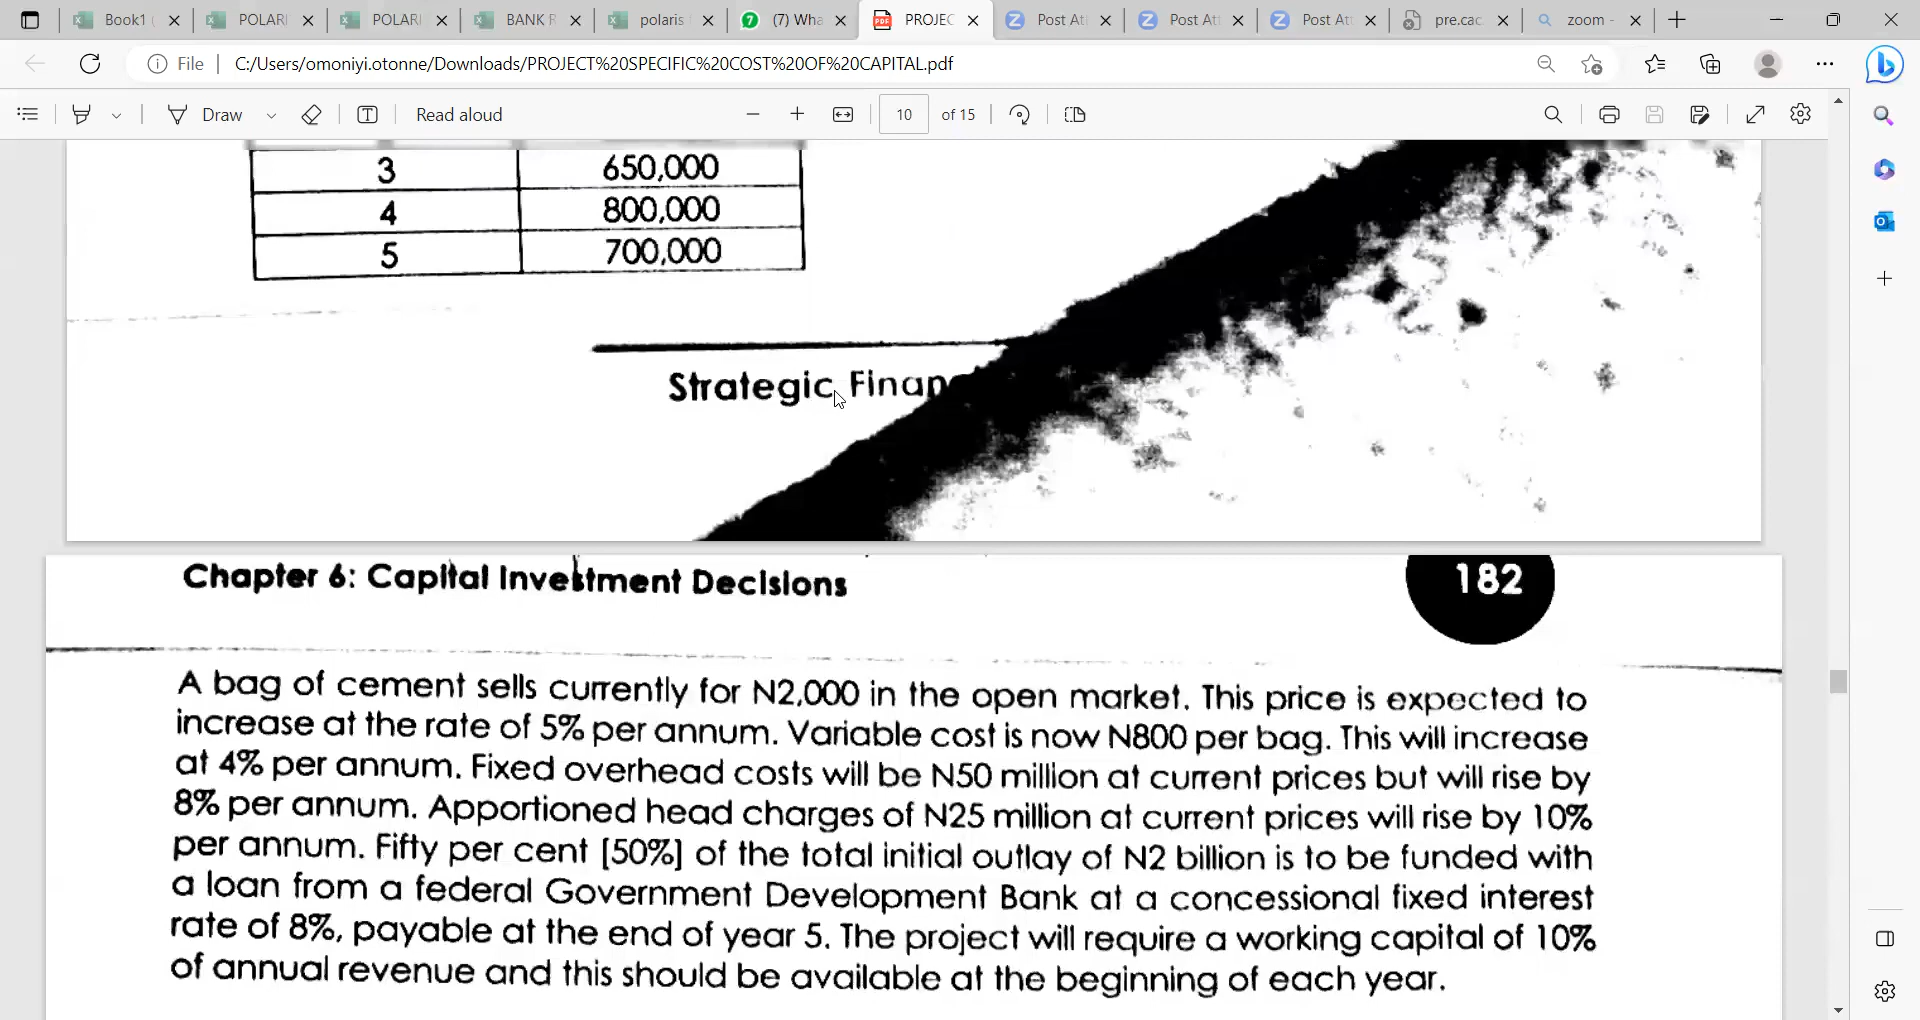 Book1
POLARI
POLARI
BANK R
polaris
(7) Wha
PROJEC
Post Att
Post Att
Post Att
pre.cac.
zoom -
File
C:/Users/omoniyi.otonne/Downloads/PROJECT%20SPECIFIC%20COST%20OF%20CAPITAL.pdf
Draw
Read aloud
10
of 15
3 650,000
4 800,000
5 700,000
Strategic Finan
Chapter 6: Capital Investment Decisions
182
A bag of cement sells currently for N2,000 in the open market. This price is expected to
increase at the rate of 5% per annum. Variable cost is now N800 per bag. This will increase
at 4% per annum. Fixed overhead costs will be N50 million at current prices but will rise by
8% per annum. Apportioned head charges of N25 million at current prices will rise by 10%
per annum. Fifty per cent [50%] of the total initial outlay of N2 billion is to be funded with
a loan from a federal Government Development Bank at a concessional fixed interest
rate of 8%, payable at the end of year 5. The project will require a working capital of 10%
of annual revenue and this should be available at the beginning of each year.